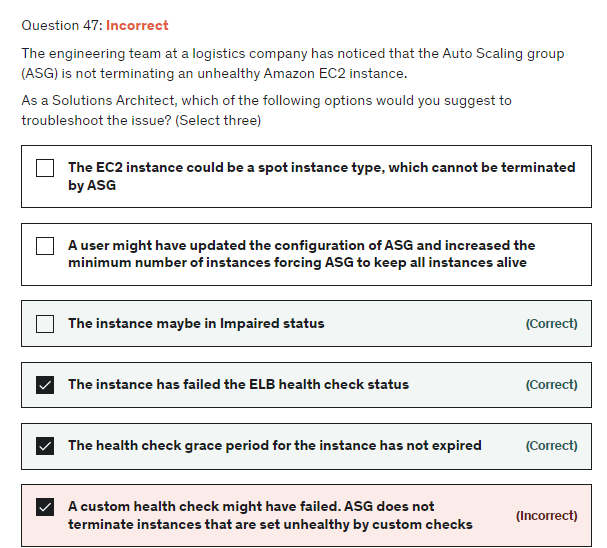 Question 47: Incorrect
The engineering team at a logistics company has noticed that the Auto Scaling group
(ASG) is not terminating an unhealthy Amazon EC2 instance.
As a Solutions Architect, which of the following options would you suggest to
troubleshoot the issue? (Select three)
The EC2 instance could be a spot instance type, which cannot be terminated
by ASG
A user might have updated the configuration of ASG and increased the
minimum number of instances forcing ASG to keep all instances alive
The instance maybe in Impaired status (Correct)
The instance has failed the ELB health check status (Correct)
The health check grace period for the instance has not expired (Correct)
A custom health check might have failed. ASG does not
terminate instances that are set unhealthy by custom checks
(Incorrect)